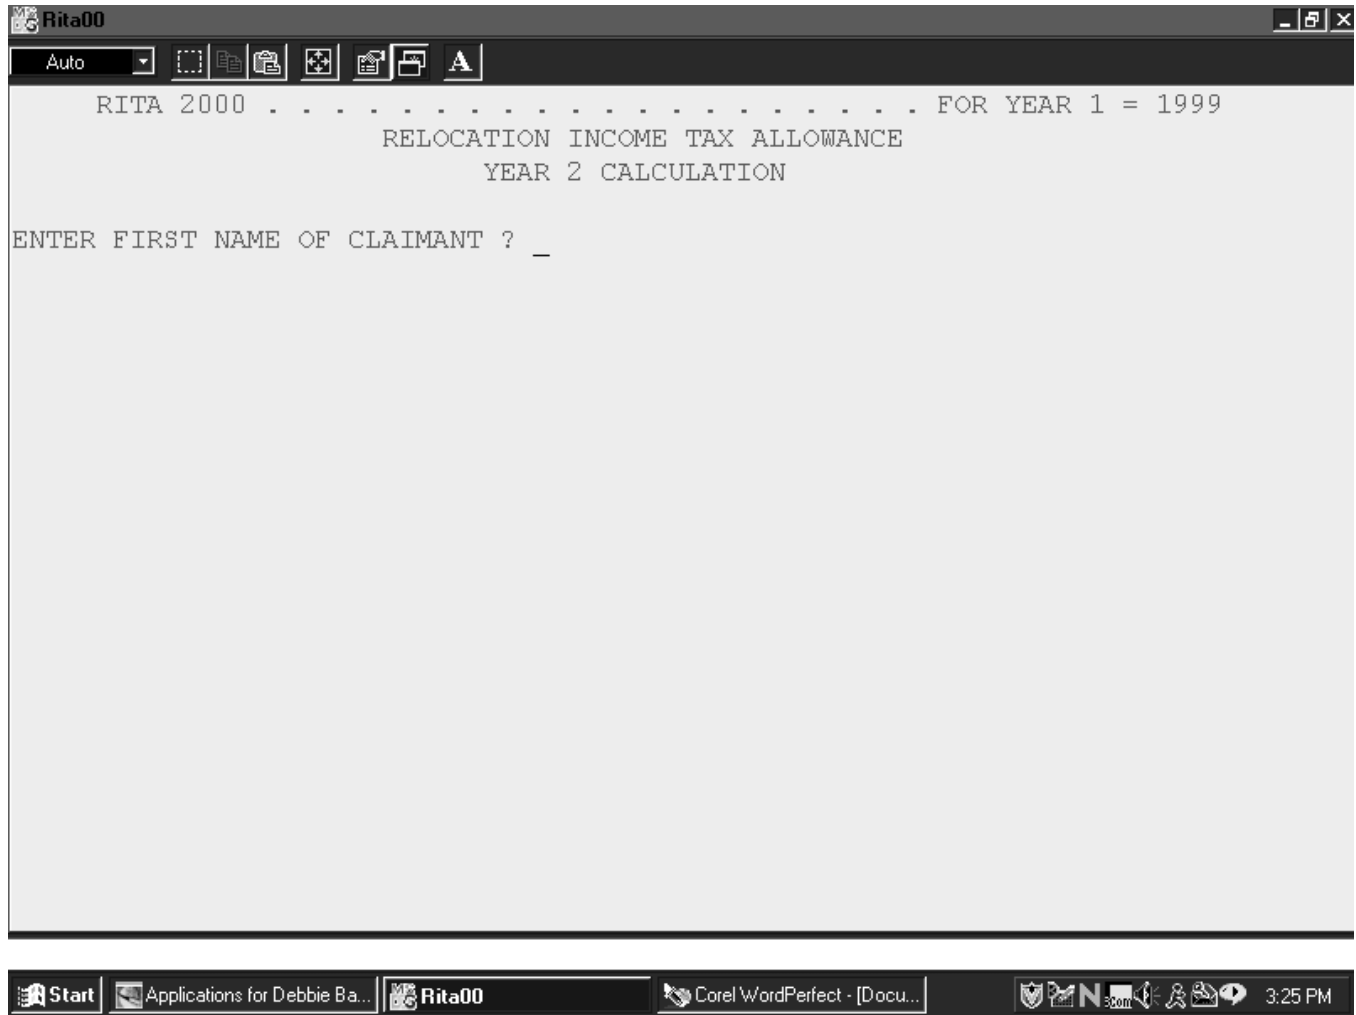 Rita00
Auto
A
RITA 2000 . . . . . . . . . . . . . . . . . . . . FOR YEAR 1 = 1999
RELOCATION INCOME TAX ALLOWANCE
YEAR 2 CALCULATION
ENTER FIRST NAME OF CLAIMANT ? _
Start Applications for Debbie Ba... Rita00 Corel WordPerfect - [Docu... N 3Com 3:25 PM